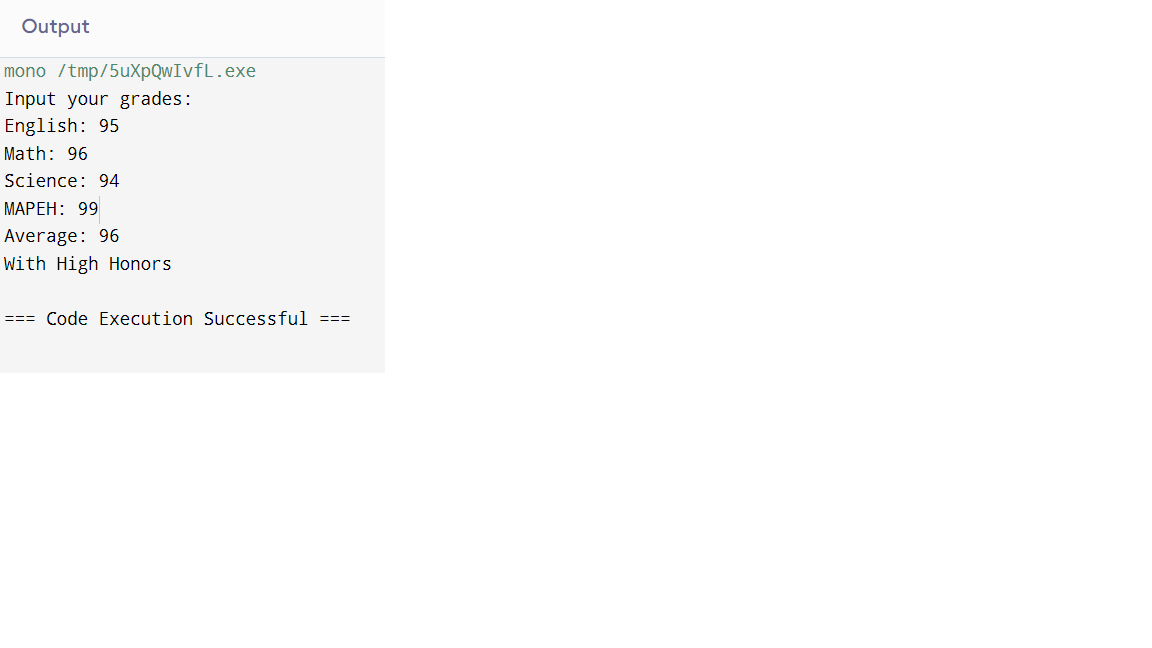 Output
mono /tmp/5uXpQwIvfL.exe
Input your grades:
English: 95
Math: 96
Science: 94
MAPEH: 99
Average: 96
With High Honors
=== Code Execution Successful ===